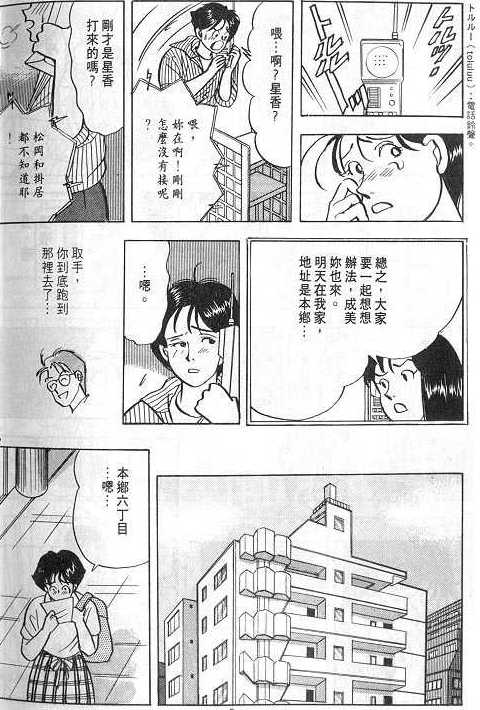 トルルー（toluluu）：電話鈴聲。
トルルルル
喂…啊？星香？
喂，
妳在啊！剛剛
怎麼沒有接呢
？
剛才是星香
打來的嗎？
松岡和掛居
都不知道耶
！
總之，大家
要一起想想
辦法，成美
妳也來。
明天在我家，
地址是本鄉…
…嗯。
取手，
你到底跑到
那裡去了…
本鄉六丁目
…嗯…